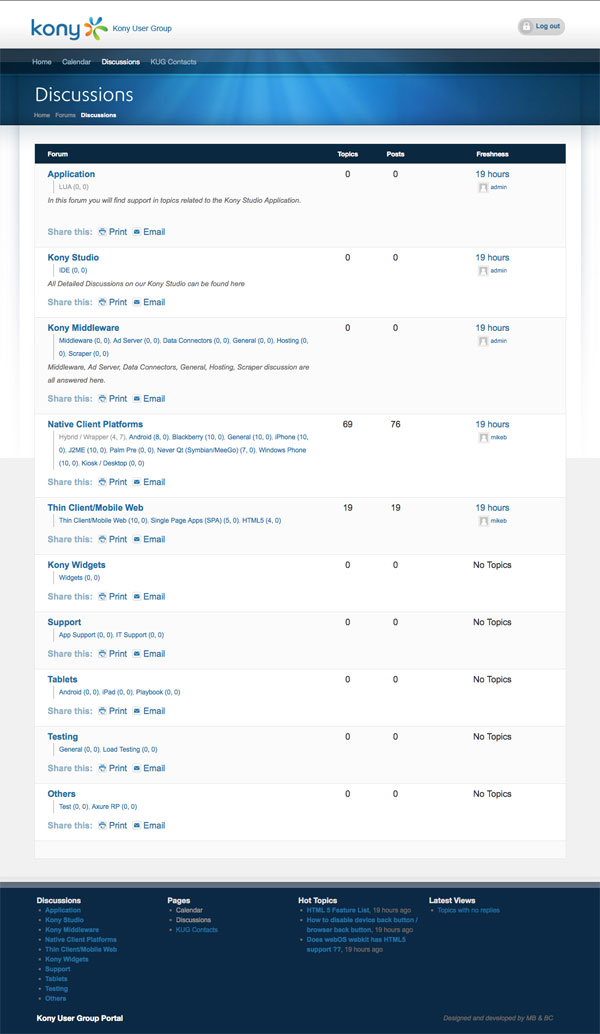 kony Kony User Group
Log out
Home Calendar Discussions KUG Contacts
Discussions
Home Forums Discussions
Forum Topics Posts Freshness
Application 0 0 19 hours
LUA (0, 0) admin
In this forum you will find support in topics related to the Kony Studio Application.
Share this: Print Email
Kony Studio 0 0 19 hours
IDE (0, 0) admin
All Detailed Discussions on our Kony Studio can be found here
Share this: Print Email
Kony Middleware 0 0 19 hours
Middleware (0, 0), Ad Server (0, 0), Data Connectors (0, 0), General (0, 0), Hosting (0, admin
0), Scraper (0, 0)
Middleware, Ad Server, Data Connectors, General, Hosting, Scraper discussion are
all answered here.
Share this: Print Email
Native Client Platforms 69 76 19 hours
Hybrid / Wrapper (4, 7), Android (8, 0), Blackberry (10, 0), General (10, 0), iPhone (10, mikeb
0), J2ME (10, 0), Palm Pre (0, 0), Never Qt (Symbian/MeeGo) (7, 0), Windows Phone
(10, 0), Kiosk / Desktop (0, 0)
Share this: Print Email
Thin Client/Mobile Web 19 19 19 hours
Thin Client/Mobile Web (10, 0), Single Page Apps (SPA) (5, 0), HTML5 (4, 0) mikeb
Share this: Print Email
Kony Widgets 0 0 No Topics
Widgets (0, 0)
Share this: Print Email
Support 0 0 No Topics
App Support (0, 0), IT Support (0, 0)
Share this: Print Email
Tablets 0 0 No Topics
Android (0, 0), iPad (0, 0), Playbook (0, 0)
Share this: Print Email
Testing 0 0 No Topics
General (0, 0), Load Testing (0, 0)
Share this: Print Email
Others 0 0 No Topics
Test (0, 0), Axure RP (0, 0)
Share this: Print Email
Discussions
Application
Kony Studio
Kony Middleware
Native Client Platforms
Thin Client/Mobile Web
Kony Widgets
Support
Tablets
Testing
Others
Pages
Calendar
Discussions
KUG Contacts
Hot Topics
HTML 5 Feature List, 19 hours ago
How to disable device back button /
browser back button, 19 hours ago
Does webOS webkit has HTML5
support ??, 19 hours ago
Latest Views
Topics with no replies
Kony User Group Portal
Designed and developed by MB & BC